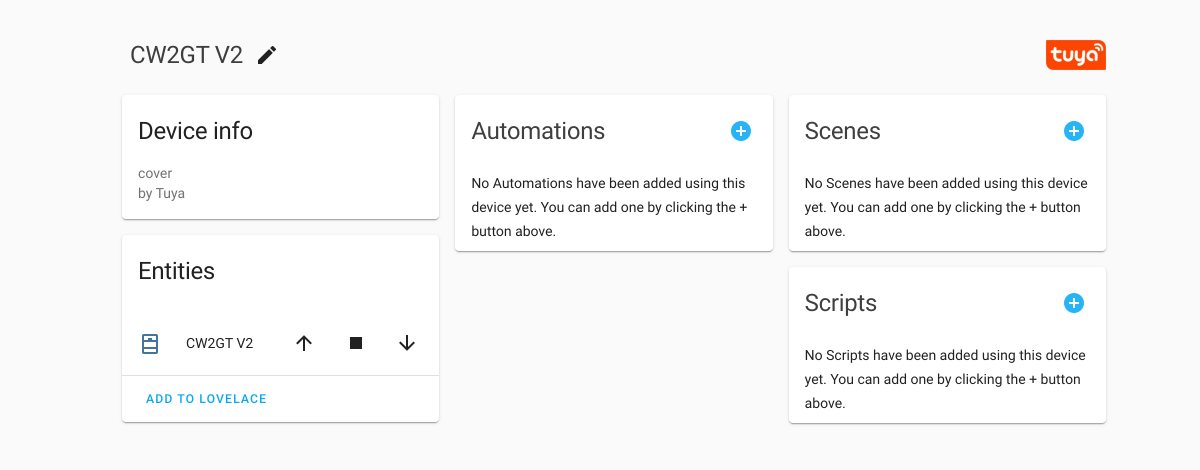 CW2GT V2
tuya
Device info
cover
by Tuya
Entities
CW2GT V2
ADD TO LOVELACE
Automations
No Automations have been added using this
device yet. You can add one by clicking the +
button above.
Scenes
No Scenes have been added using this device
yet. You can add one by clicking the + button
above.
Scripts
No Scripts have been added using this device
yet. You can add one by clicking the + button
above.